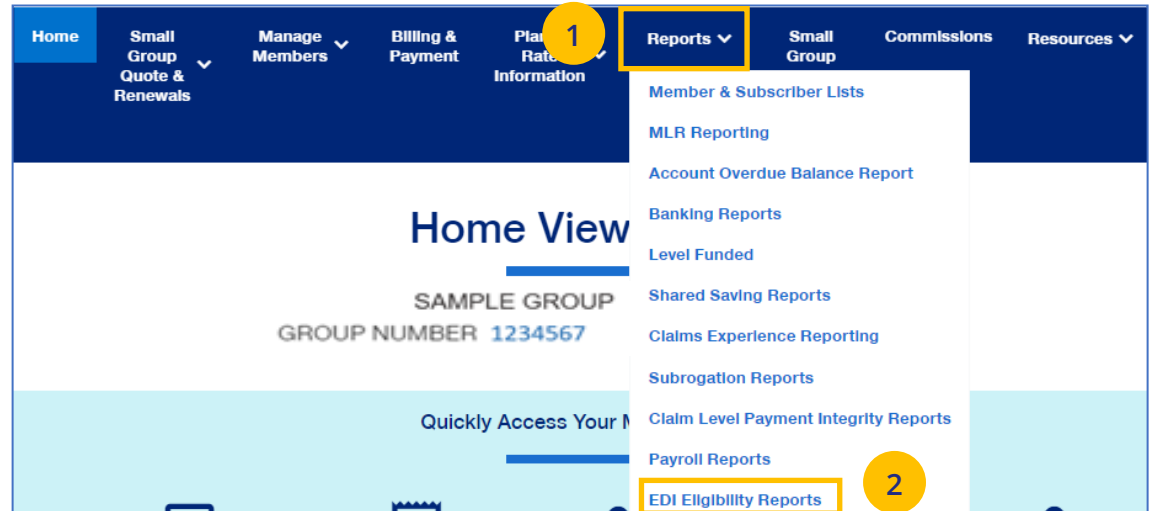 Home
Small
Group
Quote &
Renewals
Manage
Members
Billing &
Payment
Rate
Information
1
Reports
Small
Group
Commissions
Resources
Member & Subscriber Lists
MLR Reporting
Account Overdue Balance Report
Banking Reports
Level Funded
Shared Saving Reports
Claims Experience Reporting
Subrogation Reports
Claim Level Payment Integrity Reports
Payroll Reports
EDI Eligibility Reports
2
Home View
SAMPLE GROUP
GROUP NUMBER 1234567
Quickly Access Your